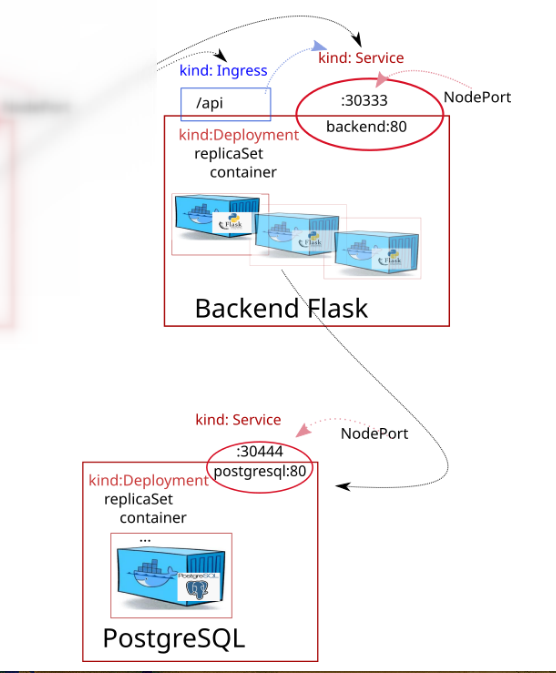 kind: Service
kind: Ingress
/api
:30333
NodePort
backend:80
kind:Deployment
replicaSet
container
Flask
Flask
Flask
Backend Flask
kind: Service
NodePort
:30444
postgresql:80
kind:Deployment
replicaSet
container
...
PostgreSQL
PostgreSQL